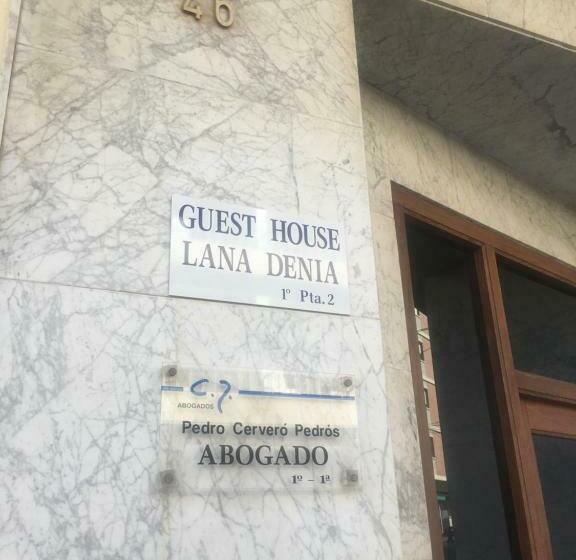 46
GUEST HOUSE
LANA DENIA
1º Pta.2
C.P.
ABOGADOS
Pedro Cerveró Pedrós
ABOGADO
1º - 1ª